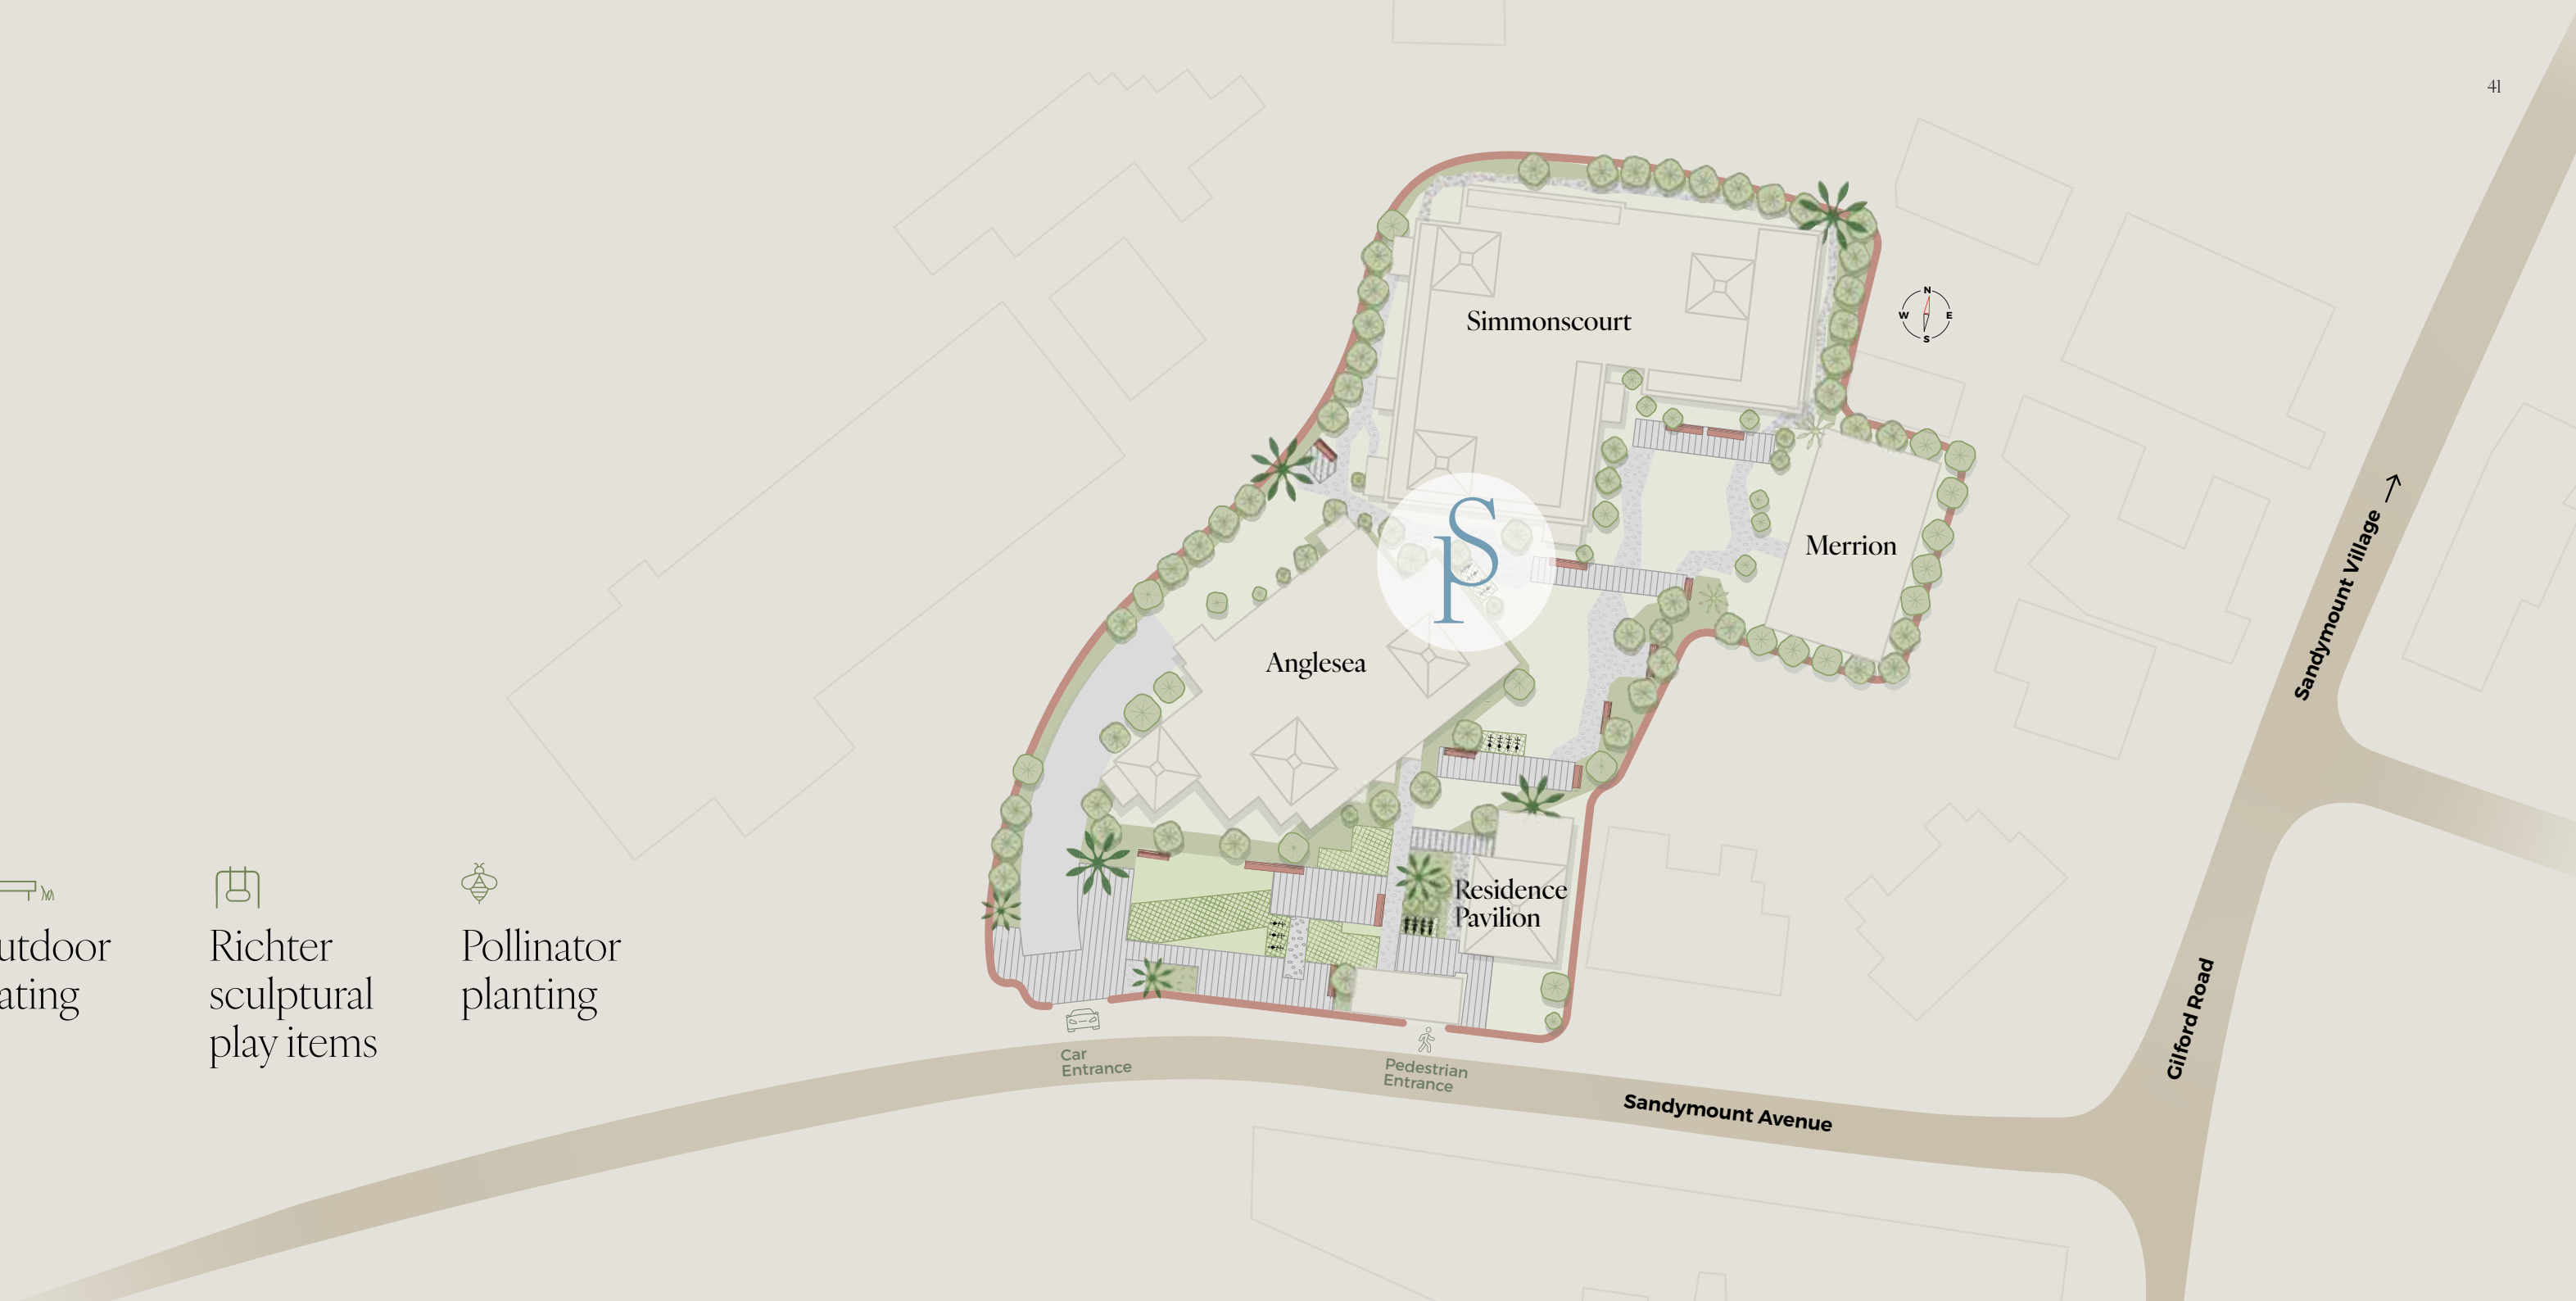 41
N
W E
S
Simmonscourt
Merrion
Anglesea
Residence
Pavilion
SP
Sandymount Village
Gilford Road
Sandymount Avenue
Car
Entrance
Pedestrian
Entrance
utdoor
ating
Richter
sculptural
play items
Pollinator
planting